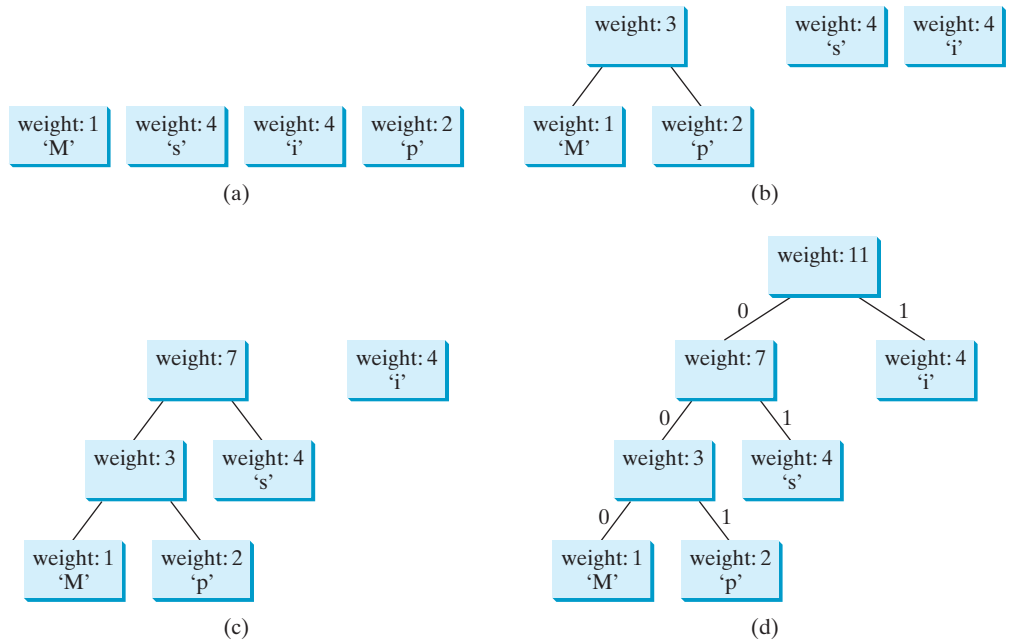 weight: 1
'M'
weight: 4
's'
weight: 4
'i'
weight: 2
'p'
(a)
weight: 3
weight: 4
's'
weight: 4
'i'
weight: 1
'M'
weight: 2
'p'
(b)
weight: 7
weight: 4
'i'
weight: 3
weight: 4
's'
weight: 1
'M'
weight: 2
'p'
(c)
weight: 11
0
1
weight: 7
weight: 4
'i'
0
1
weight: 3
weight: 4
's'
0
1
weight: 1
'M'
weight: 2
'p'
(d)